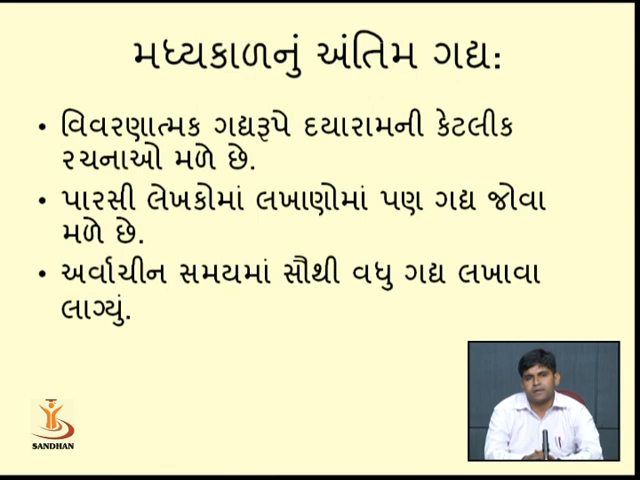 મધ્યકાળનું અંતિમ ગદ્ય:
• વિવરણાત્મક ગદ્યરૂપે દયારામની કેટલીક
રચનાઓ મળે છે.
• પારસી લેખકોમાં લખાણોમાં પણ ગદ્ય જોવા
મળે છે.
• અર્વાચીન સમયમાં સૌથી વધુ ગદ્ય લખાવા
લાગ્યું.
SANDHAN